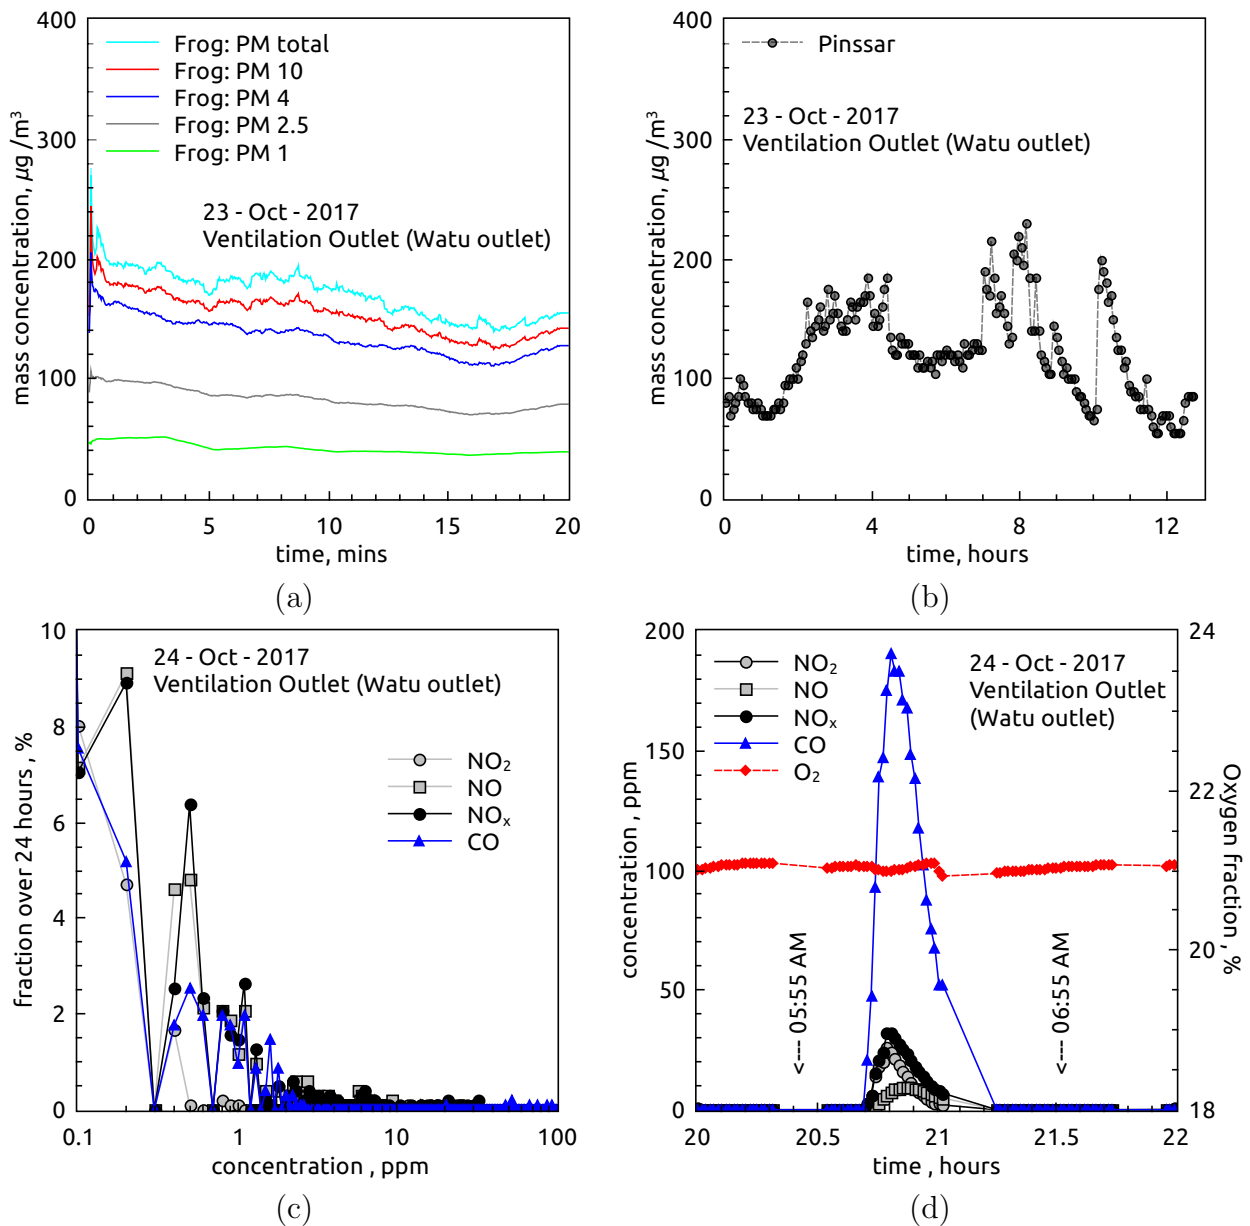 400
300
200
100
0
mass concentration, μg /m³
Frog: PM total
Frog: PM 10
Frog: PM 4
Frog: PM 2.5
Frog: PM 1
23 - Oct - 2017
Ventilation Outlet (Watu outlet)
0 5 10 15 20
time, mins
(a)
400
300
200
100
0
mass concentration, μg /m³
Pinssar
23 - Oct - 2017
Ventilation Outlet (Watu outlet)
0 4 8 12
time, hours
(b)
10
8
6
4
2
0
fraction over 24 hours , %
24 - Oct - 2017
Ventilation Outlet (Watu outlet)
NO₂
NO
NOₓ
CO
0.1 1 10 100
concentration , ppm
(c)
200
150
100
50
0
concentration , ppm
NO₂
NO
NOₓ
CO
O₂
24 - Oct - 2017
Ventilation Outlet
(Watu outlet)
<--- 05:55 AM
<--- 06:55 AM
24
22
20
18
Oxygen fraction , %
20 20.5 21 21.5 22
time , hours
(d)